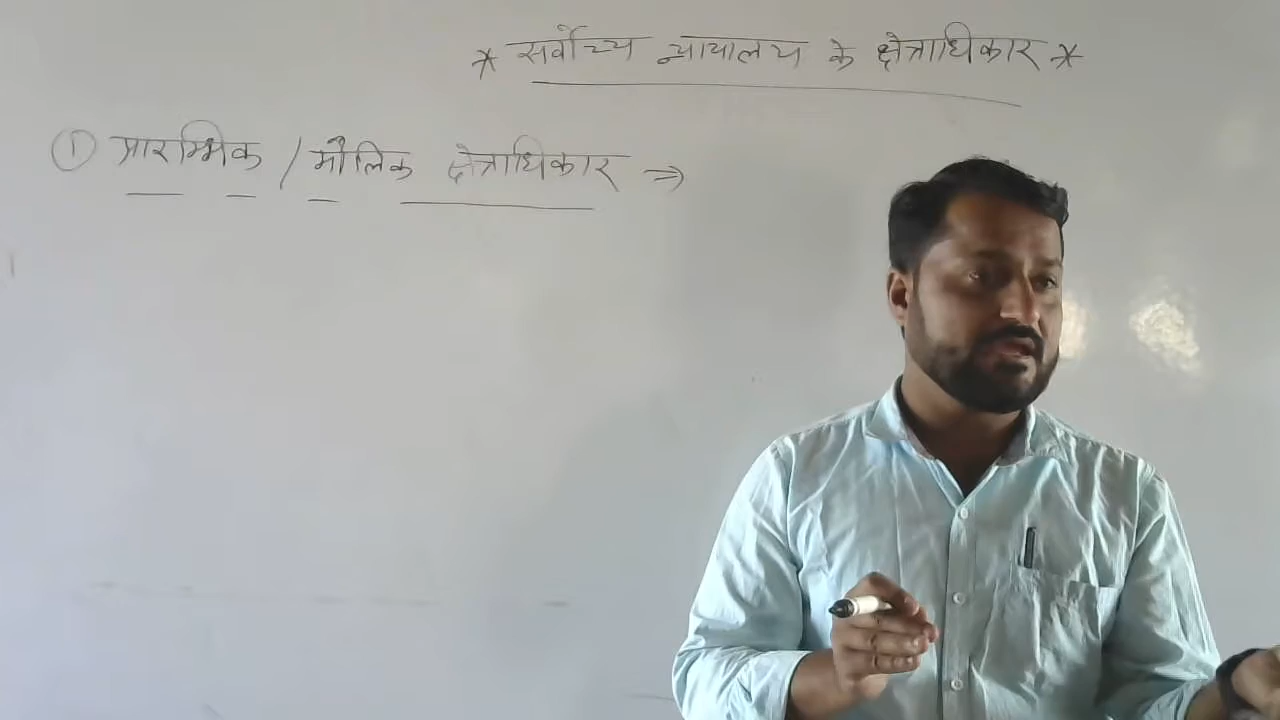 * सर्वोच्च न्यायालय के क्षेत्राधिकार *
① प्रारम्भिक / मौलिक क्षेत्राधिकार ⇒